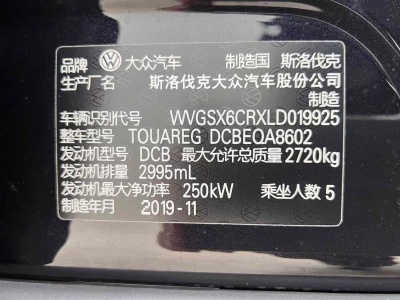 品牌 大众汽车 制造国 斯洛伐克
生产厂名 斯洛伐克大众汽车股份公司
制造
车辆识别代号 WVGSX6CRXLD019925
整车型号 TOUAREG DCBEQA8602
发动机型号 DCB 最大允许总质量 2720kg
发动机排量 2995mL
发动机最大净功率 250kW 乘坐人数 5
制造年月 2019-11